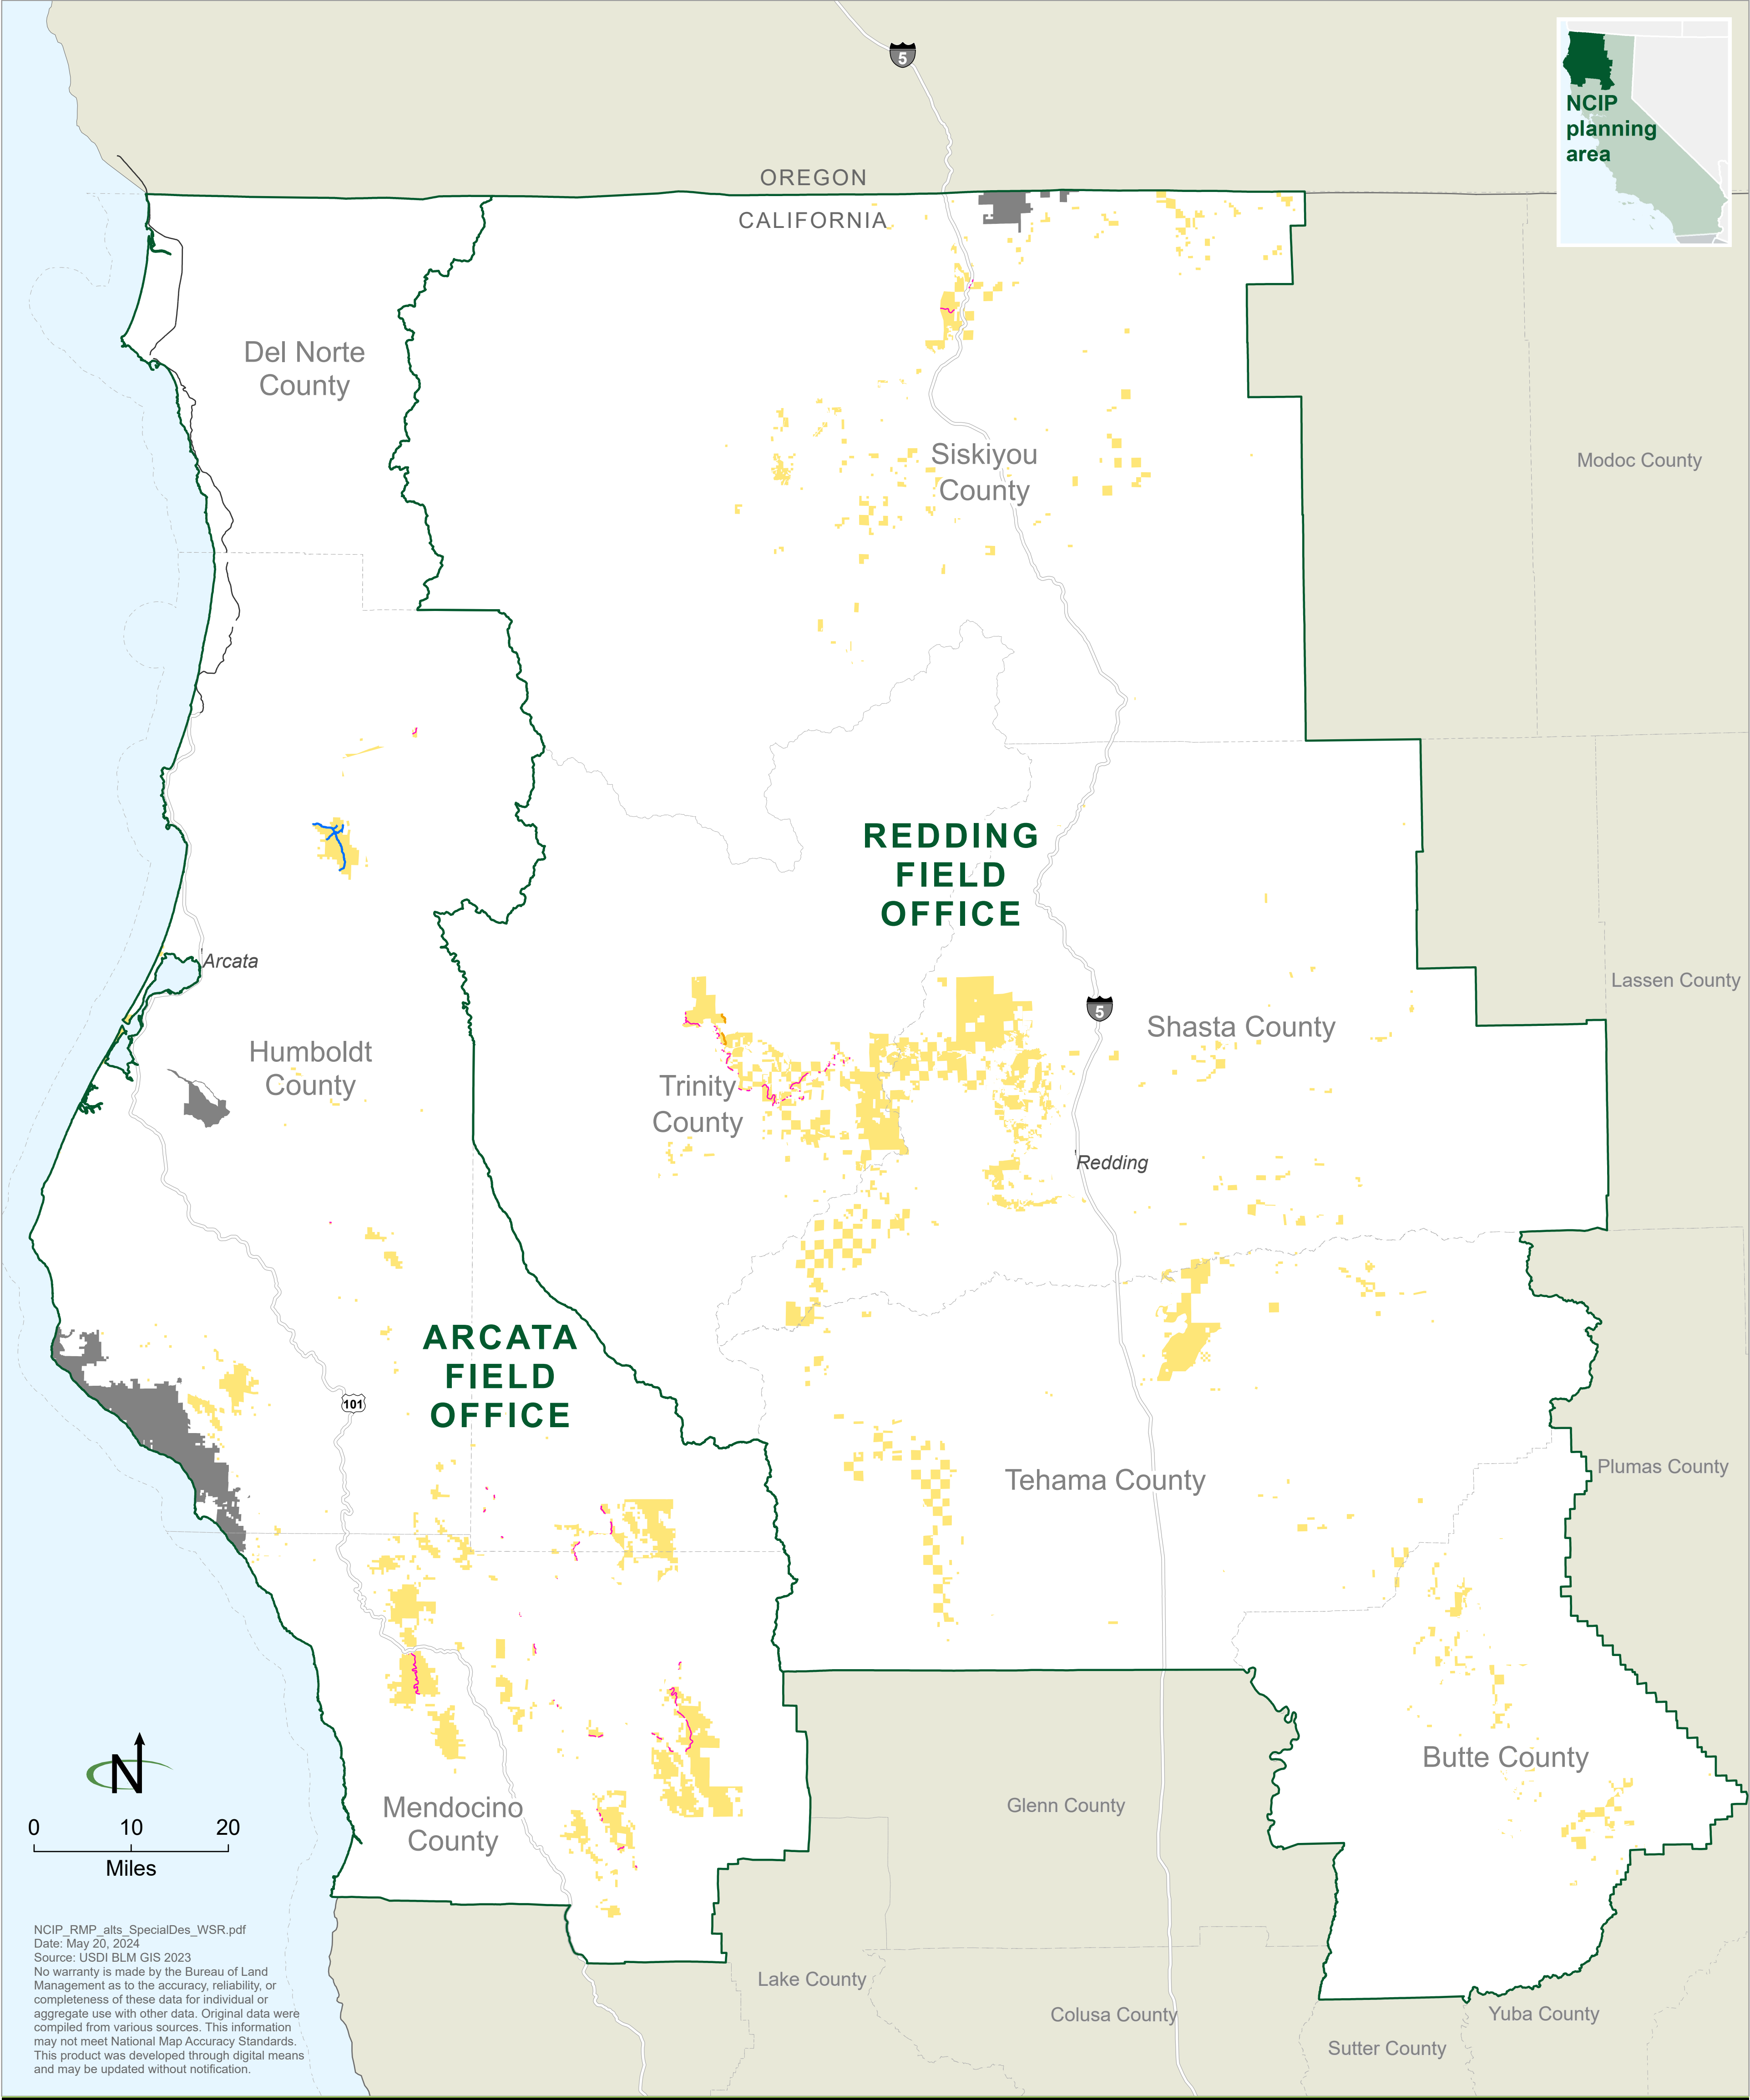 5
NCIP
planning
area
OREGON
CALIFORNIA
Del Norte
County
Siskiyou
County
Modoc County
REDDING
FIELD
OFFICE
Arcata
Lassen County
5
Shasta County
Humboldt
County
Trinity
County
Redding
ARCATA
FIELD
OFFICE
101
Plumas County
Tehama County
N
Butte County
Mendocino
County
Glenn County
0 10 20
Miles
NCIP_RMP_alts_SpecialDes_WSR.pdf
Date: May 20, 2024
Source: USDI BLM GIS 2023
No warranty is made by the Bureau of Land
Management as to the accuracy, reliability, or
completeness of these data for individual or
aggregate use with other data. Original data were
compiled from various sources. This information
may not meet National Map Accuracy Standards.
This product was developed through digital means
and may be updated without notification.
Lake County
Colusa County
Yuba County
Sutter County